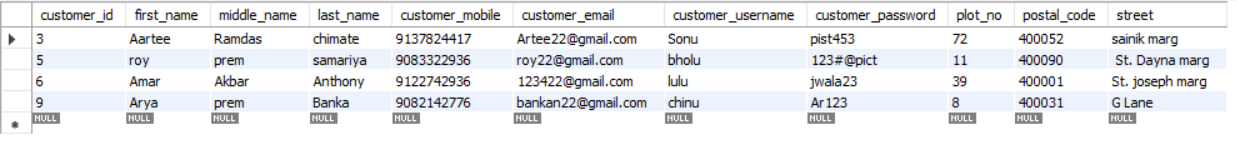 customer_id first_name middle_name last_name customer_mobile customer_email customer_username customer_password plot_no postal_code street
3 Aartee Ramdas chimate 9137824417 Artee22@gmail.com Sonu pist453 72 400052 sainik marg
5 roy prem samariya 9083322936 roy22@gmail.com bholu 123#@pict 11 400090 St. Dayna marg
6 Amar Akbar Anthony 9122742936 123422@gmail.com lulu jwala23 39 400001 St. joseph marg
9 Arya prem Banka 9082142776 bankan22@gmail.com chinu Ar123 8 400031 G Lane
NULL NULL NULL NULL NULL NULL NULL NULL NULL NULL NULL